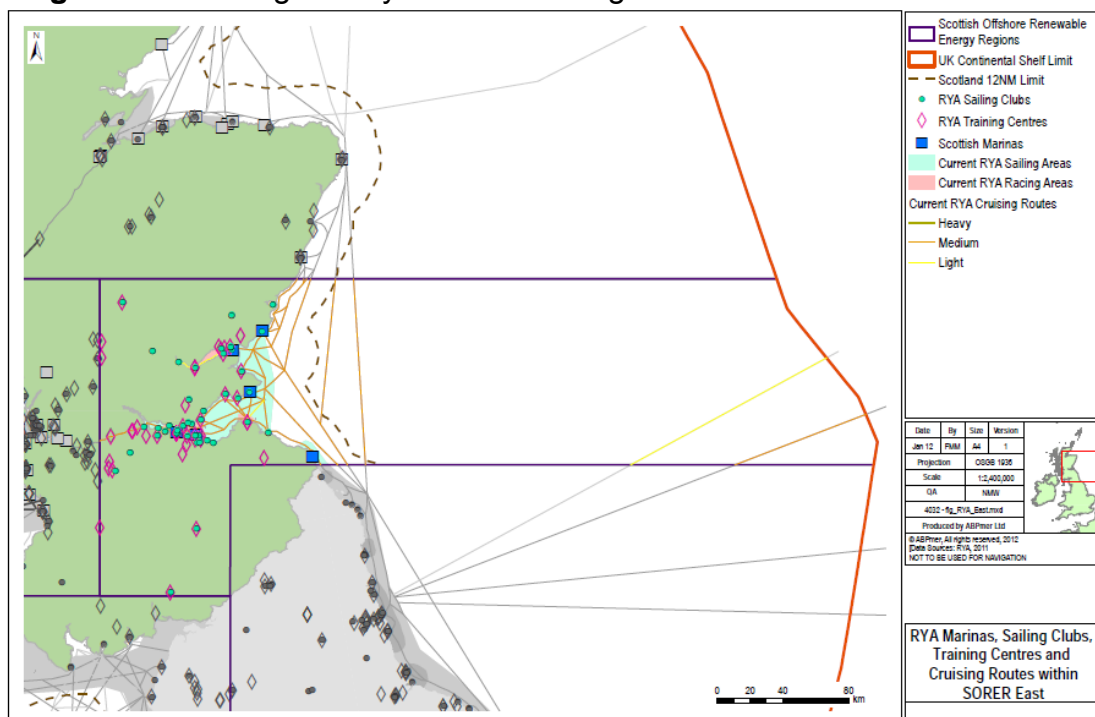 N
Scottish Offshore Renewable
Energy Regions
UK Continental Shelf Limit
Scotland 12NM Limit
RYA Sailing Clubs
RYA Training Centres
Scottish Marinas
Current RYA Sailing Areas
Current RYA Racing Areas
Current RYA Cruising Routes
Heavy
Medium
Light
Date By Size Version
Jan 12 FMM A4 1
Projection OSGB 1936
Scale 1:2,400,000
QA NMW
4032 - fig_RYA_East.mxd
Produced by ABPmer Ltd
© ABPmer, All rights reserved, 2012
Data Sources: RYA, 2011
NOT TO BE USED FOR NAVIGATION
RYA Marinas, Sailing Clubs,
Training Centres and
Cruising Routes within
SORER East
0 20 40 80
km